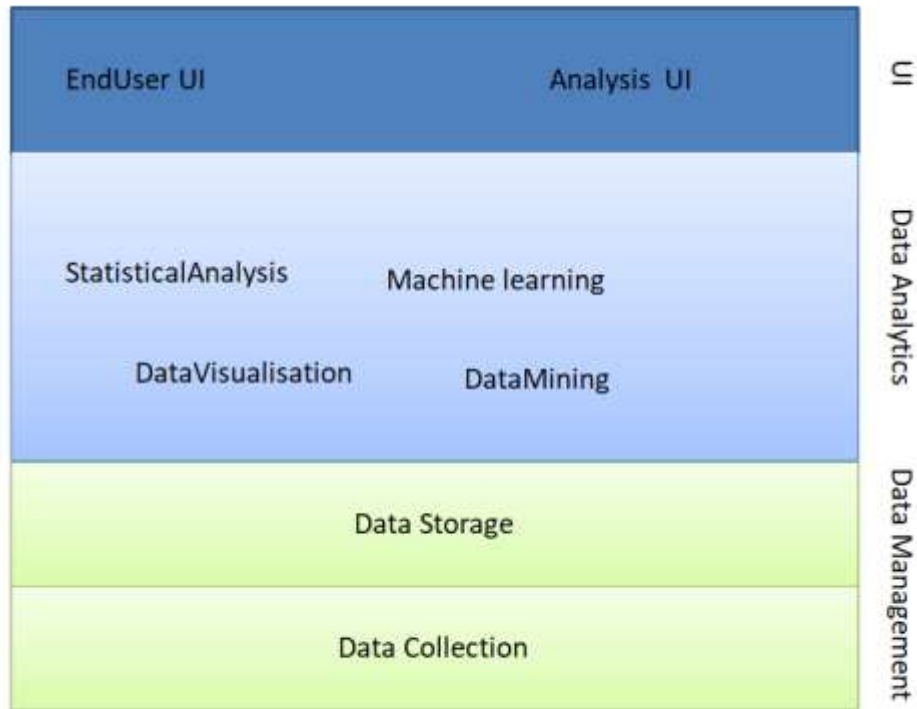 EndUser UI
Analysis UI
UI
StatisticalAnalysis
Machine learning
DataVisualisation
DataMining
Data Analytics
Data Storage
Data Collection
Data Management